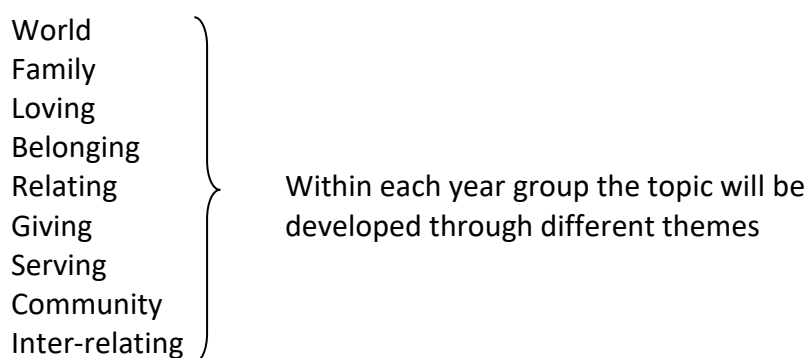 World
Family
Loving
Belonging
Relating
Giving
Serving
Community
Inter-relating
Within each year group the topic will be
developed through different themes